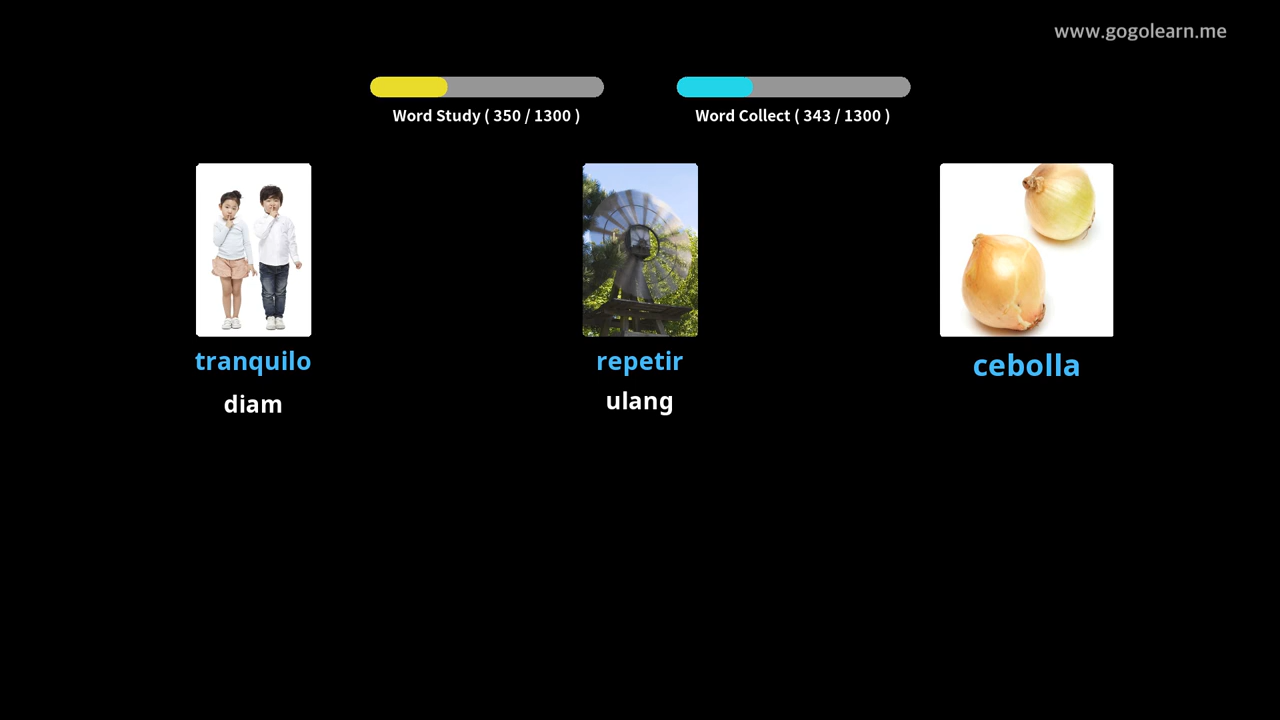 www.gogolearn.me
Word Study ( 350 / 1300 )
Word Collect ( 343 / 1300 )
tranquilo
repetir
cebolla
diam
ulang